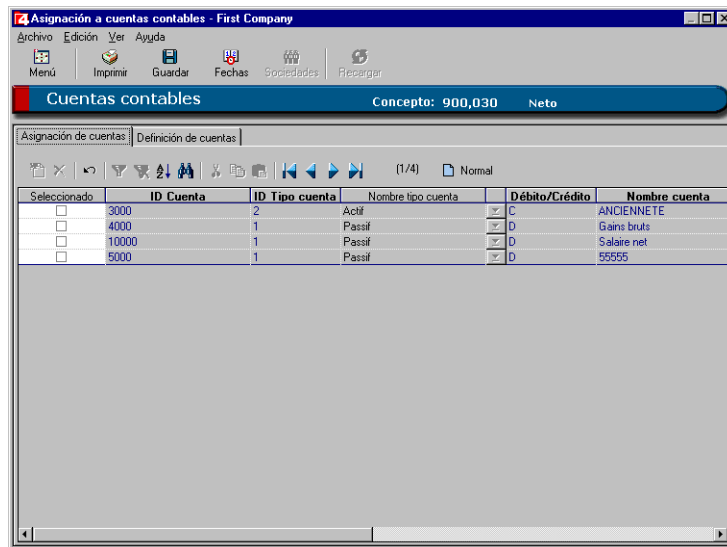 Asignación a cuentas contables - First Company
Archivo Edición Ver Ayuda
Menú Imprimir Guardar Fechas Sociedades Recargar
Cuentas contables Concepto: 900,030 Neto
Asignación de cuentas Definición de cuentas
(1/4) Normal
Seleccionado ID Cuenta ID Tipo cuenta Nombre tipo cuenta Débito/Crédito Nombre cuenta
3000 2 Actif C ANCIENNETE
4000 1 Passif D Gains bruts
10000 1 Passif D Salaire net
5000 1 Passif D 55555